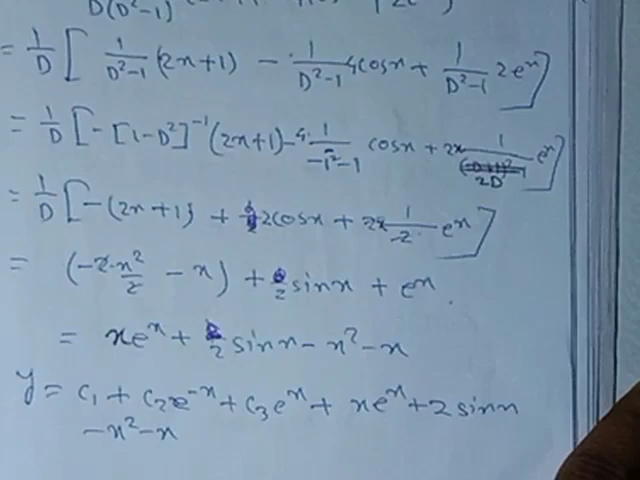 D(D²-1)
= 1/D [ 1/(D²-1) (2x+1) - 1/(D²-1) 4cosx + 1/(D²-1) 2eˣ ]
= 1/D [ - [1-D²]⁻¹ (2x+1) - 4. 1/(-1²-1) cosx + 2x 1/2D eˣ ]
= 1/D [ -(2x+1) + 2cosx + 2x 1/2 eˣ ]
= (-2·x²/2 - x) + 2 sinx + eˣ.
= xeˣ + 2 sinx - x² - x
y = c₁ + c₂e⁻ˣ + c₃eˣ + xeˣ + 2 sinx
-x² - x